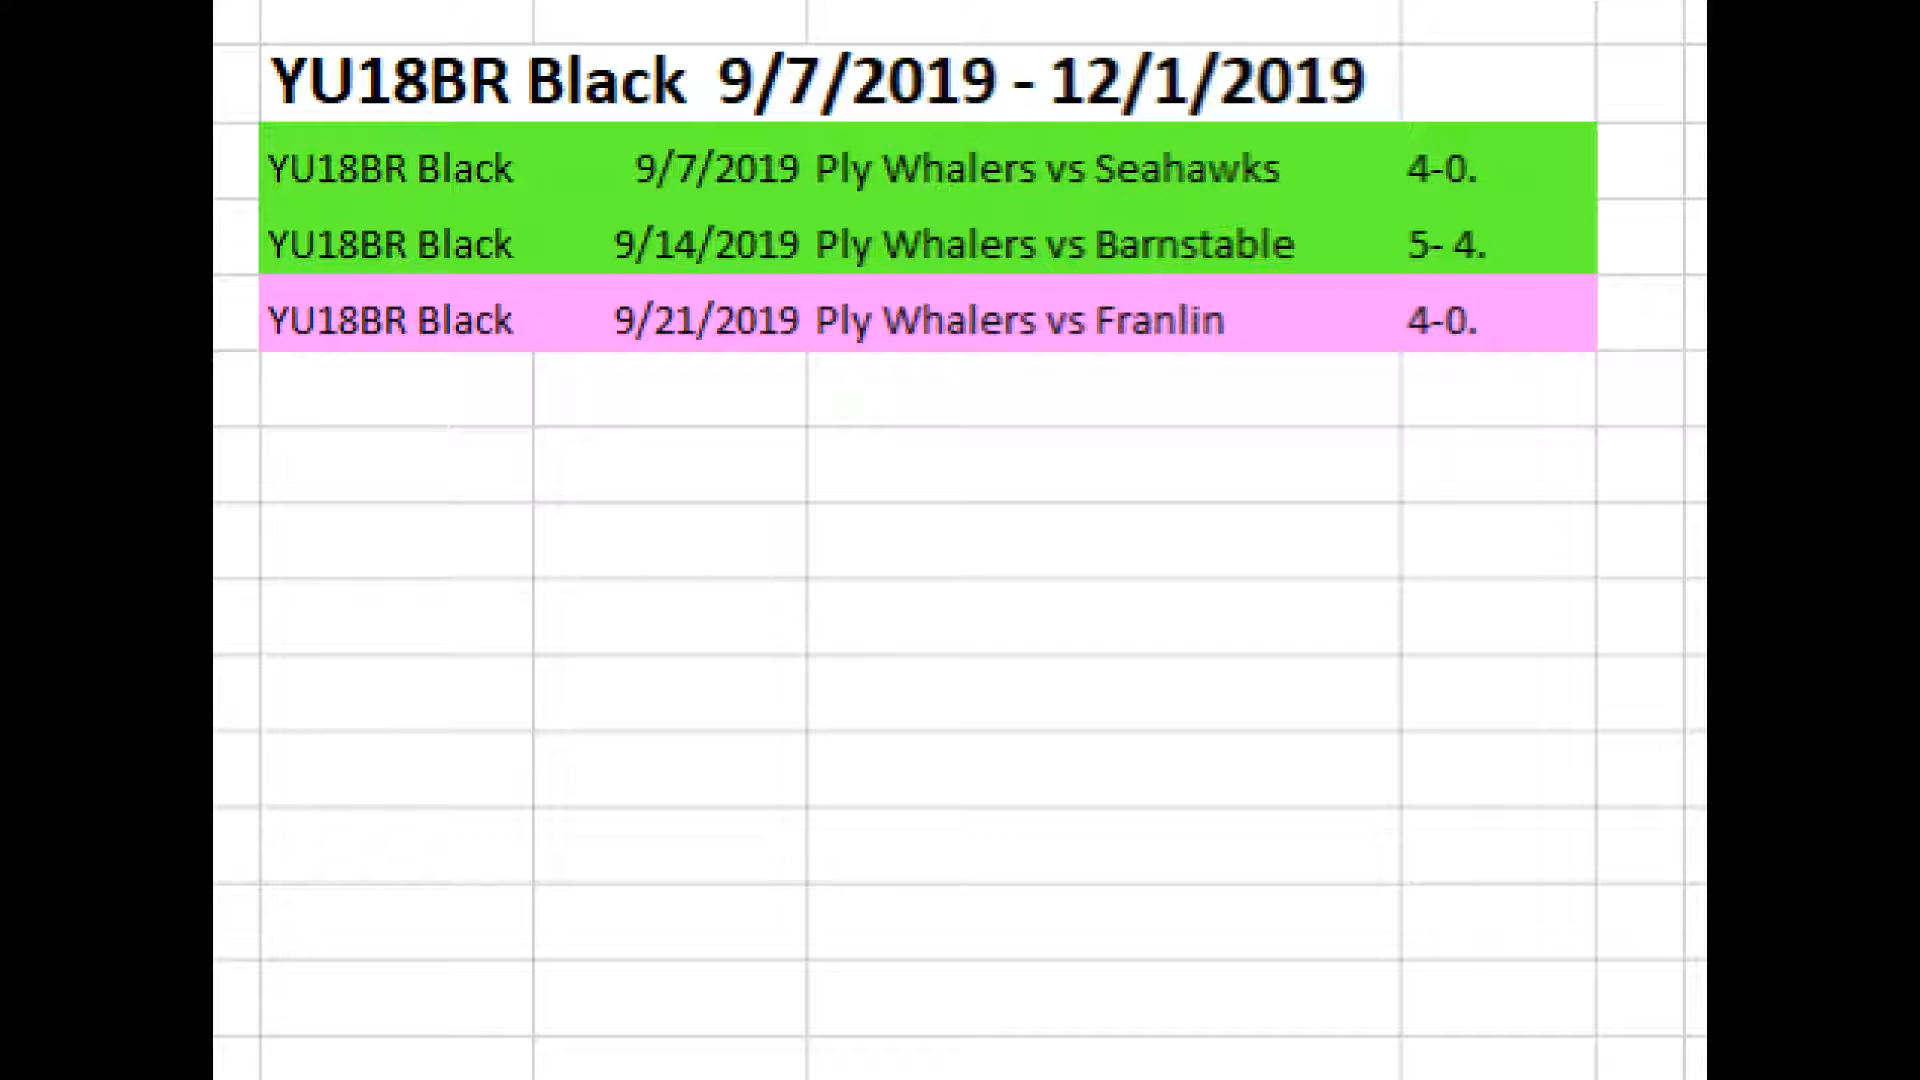 YU18BR Black 9/7/2019 - 12/1/2019
YU18BR Black 9/7/2019 Ply Whalers vs Seahawks 4-0.
YU18BR Black 9/14/2019 Ply Whalers vs Barnstable 5- 4.
YU18BR Black 9/21/2019 Ply Whalers vs Franlin 4-0.